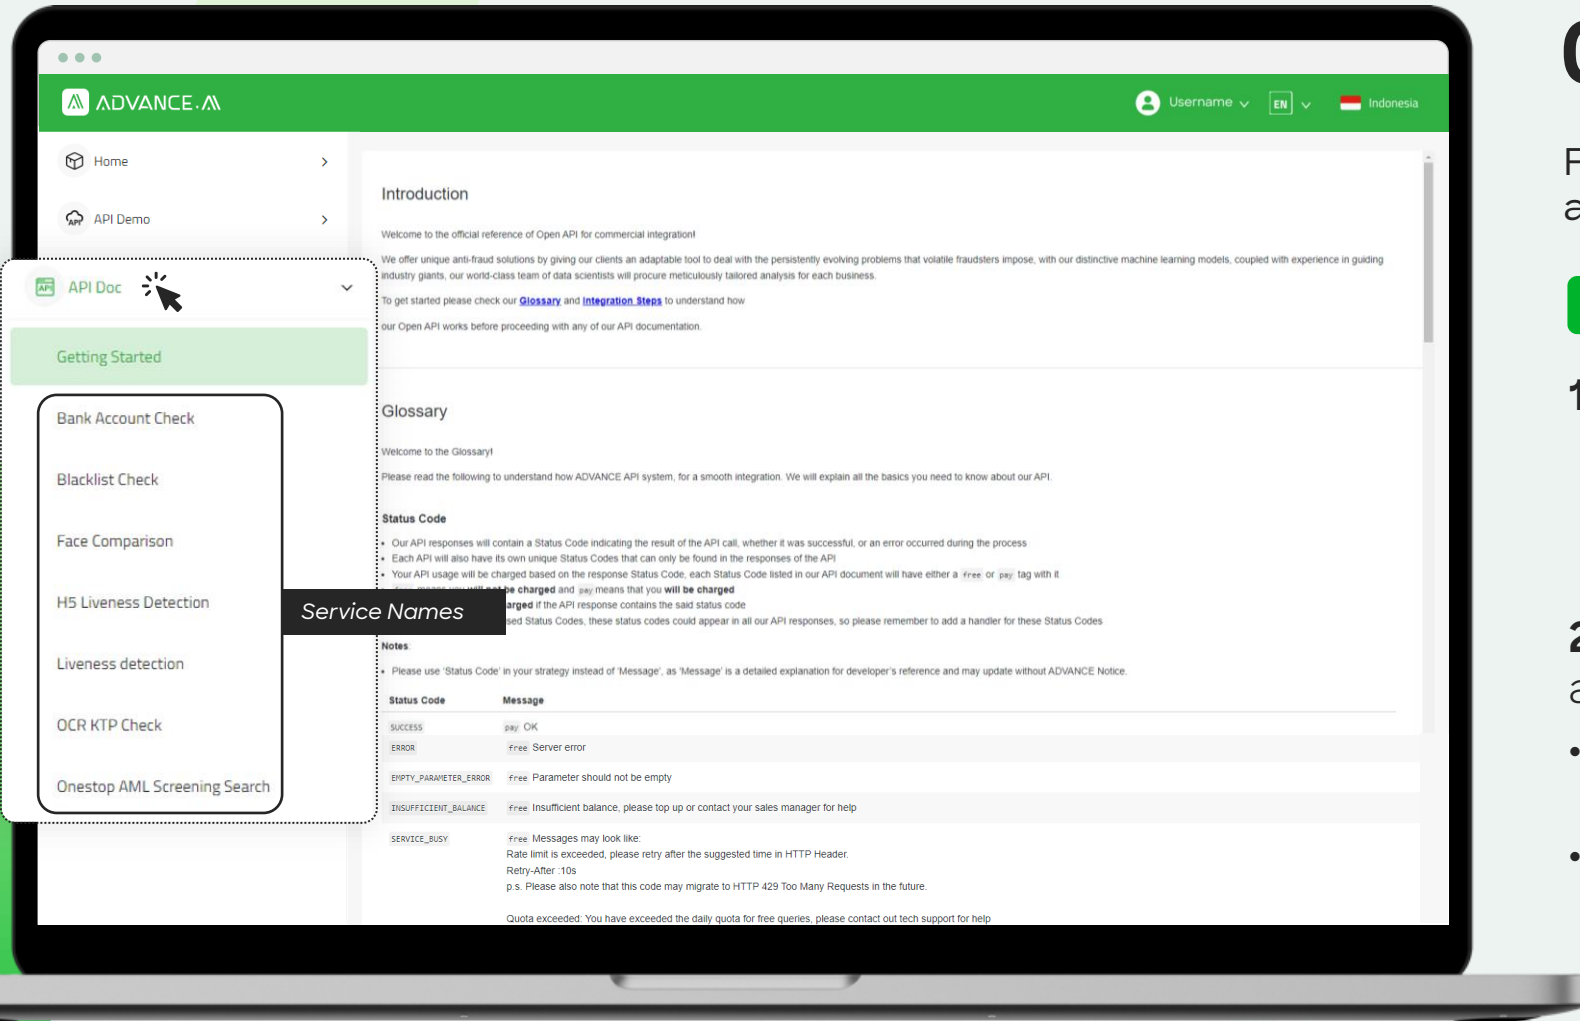 ADVANCE.AI
Username
EN
Indonesia
Home
API Demo
API
API Doc
API
Getting Started
Bank Account Check
Blacklist Check
Face Comparison
H5 Liveness Detection
Liveness detection
OCR KTP Check
Onestop AML Screening Search
Service Names
Introduction
Welcome to the official reference of Open API for commercial integration!
We offer unique anti-fraud solutions by giving our clients an adaptable tool to deal with the persistently evolving problems that volatile fraudsters impose, with our distinctive machine learning models, coupled with experience in guiding
industry giants, our world-class team of data scientists will procure meticulously tailored analysis for each business.
To get started please check our Glossary and Integration Steps to understand how
our Open API works before proceeding with any of our API documentation.
Glossary
Welcome to the Glossary!
Please read the following to understand how ADVANCE API system, for a smooth integration. We will explain all the basics you need to know about our API.
Status Code
• Our API responses will contain a Status Code indicating the result of the API call, whether it was successful, or an error occurred during the process
• Each API will also have its own unique Status Codes that can only be found in the responses of the API
• Your API usage will be charged based on the response Status Code, each Status Code listed in our API document will have either a free or pay tag with it
be charged and pay means that you will be charged
if the API response contains the said status code
Status Codes, these status codes could appear in all our API responses, so please remember to add a handler for these Status Codes
Notes:
• Please use 'Status Code' in your strategy instead of 'Message', as 'Message' is a detailed explanation for developer's reference and may update without ADVANCE Notice.
Status Code Message
SUCCESS pay OK
ERROR free Server error
EMPTY_PARAMETER_ERROR free Parameter should not be empty
INSUFFICIENT_BALANCE free Insufficient balance, please top up or contact your sales manager for help
SERVICE_BUSY free Messages may look like:
Rate limit is exceeded, please retry after the suggested time in HTTP Header.
Retry-After :10s
p.s. Please also note that this code may migrate to HTTP 429 Too Many Requests in the future.
Quota exceeded: You have exceeded the daily quota for free queries, please contact out tech support for help